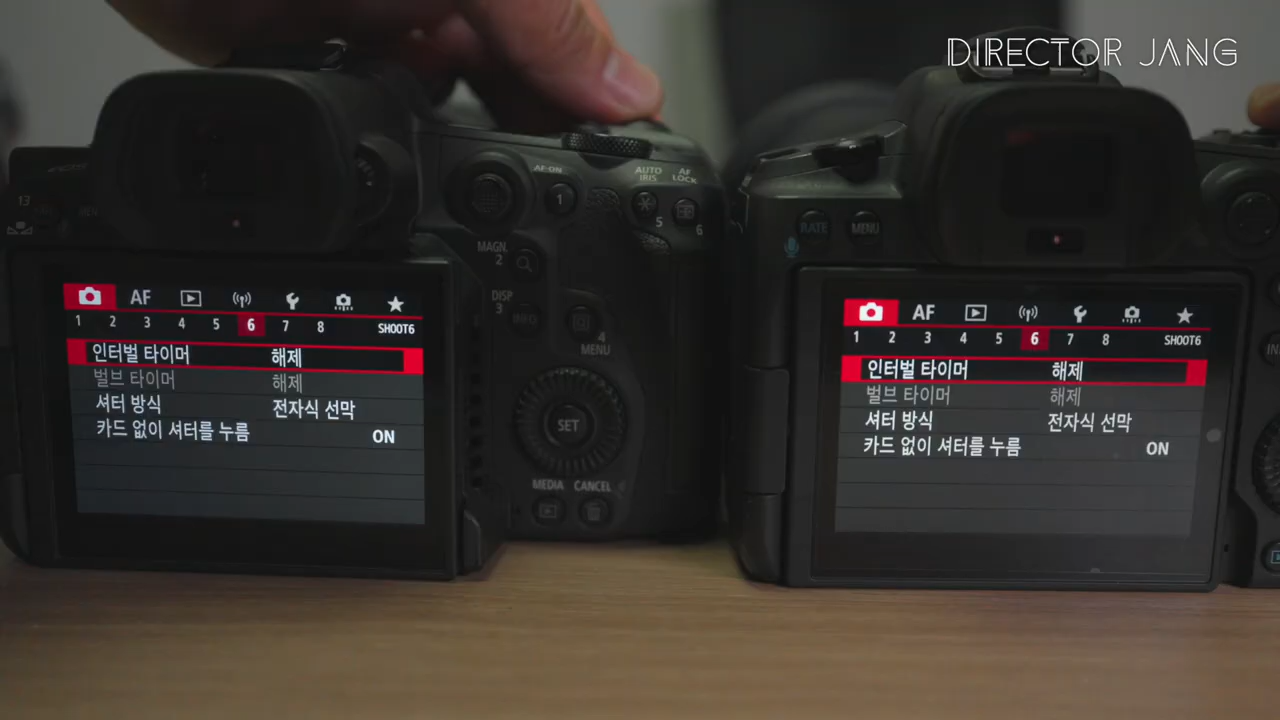 DIRECTOR JANG
AF-ON
1
AUTO IRIS
AF LOCK
5
6
13
MAGN.
2
DISP
3
4
MENU
SET
MEDIA
CANCEL
AF
1 2 3 4 5 6 7 8 SHOOT6
인터벌 타이머 해제
벌브 타이머 해제
셔터 방식 전자식 선막
카드 없이 셔터를 누름 ON
RATE
MENU
AF
1 2 3 4 5 6 7 8 SHOOT6
인터벌 타이머 해제
벌브 타이머 해제
셔터 방식 전자식 선막
카드 없이 셔터를 누름 ON